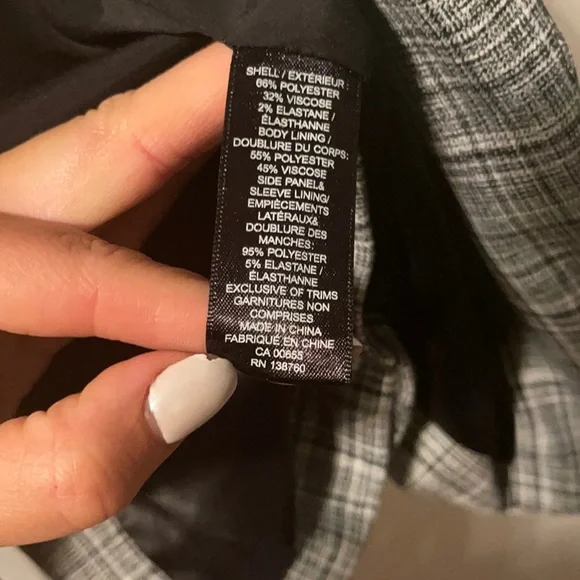 SHELL / EXTÉRIEUR :
66% POLYESTER
32% VISCOSE
2% ELASTANE /
ÉLASTHANNE
BODY LINING /
DOUBLURE DU CORPS:
55% POLYESTER
45% VISCOSE
SIDE PANEL&
SLEEVE LINING/
EMPIÈCEMENTS
LATÉRAUX&
DOUBLURE DES
MANCHES:
95% POLYESTER
5% ELASTANE /
ÉLASTHANNE
EXCLUSIVE OF TRIMS
GARNITURES NON
COMPRISES
MADE IN CHINA
FABRIQUÉ EN CHINE
CA 00655
RN 138760